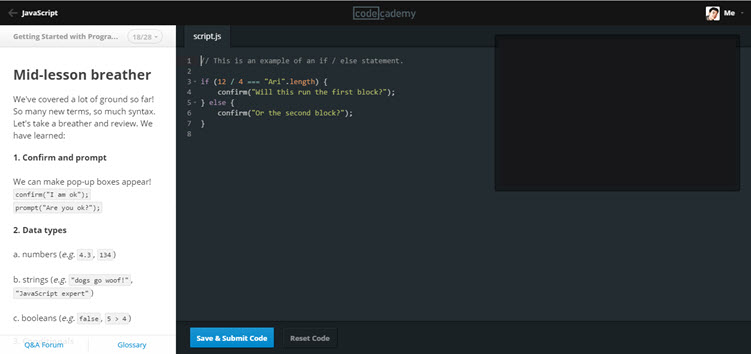 JavaScript
codecademy
Me
Getting Started with Progra...
18/28
script.js
Mid-lesson breather
We've covered a lot of ground so far!
So many new terms, so much syntax.
Let's take a breather and review. We
have learned:
1. Confirm and prompt
We can make pop-up boxes appear!
confirm("I am ok");
prompt("Are you ok?");
2. Data types
a. numbers (e.g. 4.3, 134)
b. strings (e.g. "dogs go woof!",
"JavaScript expert")
c. booleans (e.g. false, 5 > 4)
Q&A Forum
Glossary
1 // This is an example of an if / else statement.
2
3 if (12 / 4 === "Ari".length) {
4 confirm("Will this run the first block?");
5 } else {
6 confirm("Or the second block?");
7 }
8
Save & Submit Code
Reset Code